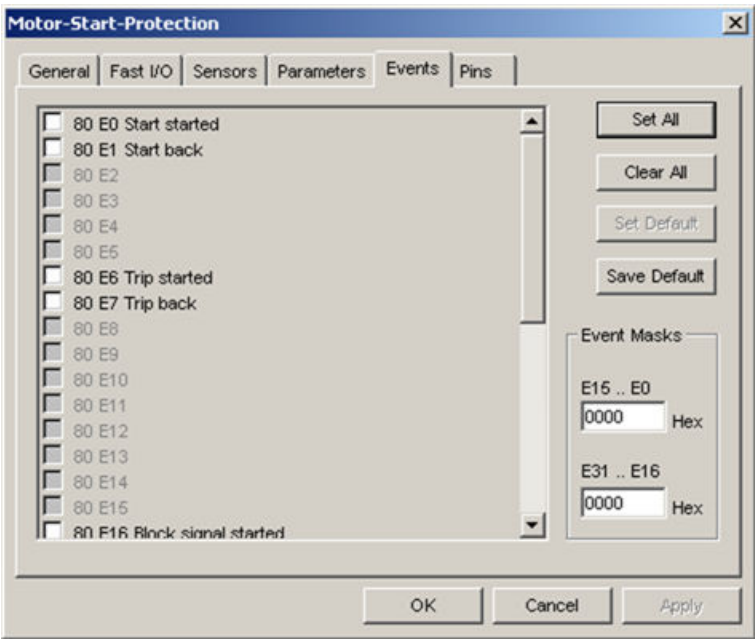 Motor-Start-Protection
General Fast I/O Sensors Parameters Events Pins
80 E0 Start started
80 E1 Start back
80 E2
80 E3
80 E4
80 E5
80 E6 Trip started
80 E7 Trip back
80 E8
80 E9
80 E10
80 E11
80 E12
80 E13
80 E14
80 E15
80 E16 Block signal started
Set All
Clear All
Set Default
Save Default
Event Masks
E15 .. E0
0000 Hex
E31 .. E16
0000 Hex
OK Cancel Apply